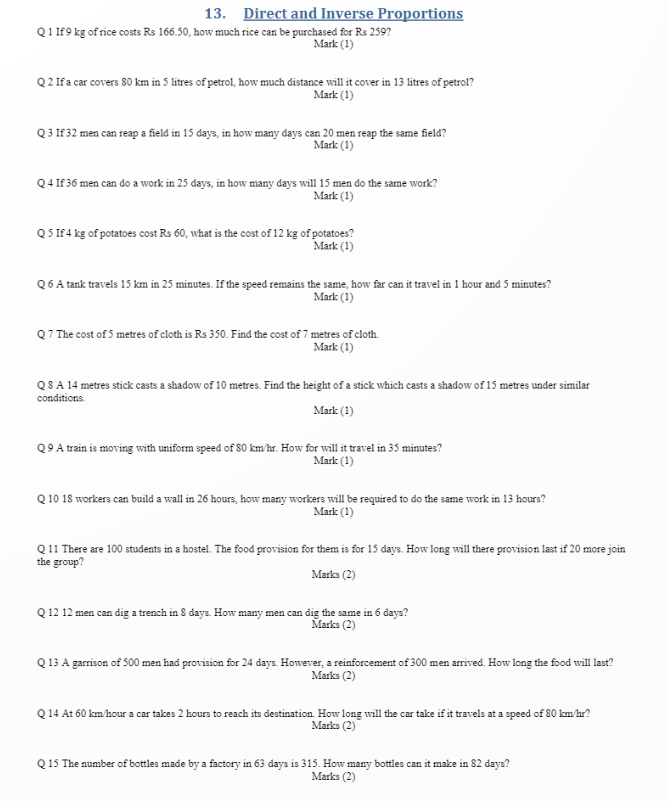 13. Direct and Inverse Proportions
Q 1 If 9 kg of rice costs Rs 166.50, how much rice can be purchased for Rs 259?
Mark (1)
Q 2 If a car covers 80 km in 5 litres of petrol, how much distance will it cover in 13 litres of petrol?
Mark (1)
Q 3 If 32 men can reap a field in 15 days, in how many days can 20 men reap the same field?
Mark (1)
Q 4 If 36 men can do a work in 25 days, in how many days will 15 men do the same work?
Mark (1)
Q 5 If 4 kg of potatoes cost Rs 60, what is the cost of 12 kg of potatoes?
Mark (1)
Q 6 A tank travels 15 km in 25 minutes. If the speed remains the same, how far can it travel in 1 hour and 5 minutes?
Mark (1)
Q 7 The cost of 5 metres of cloth is Rs 350. Find the cost of 7 metres of cloth.
Mark (1)
Q 8 A 14 metres stick casts a shadow of 10 metres. Find the height of a stick which casts a shadow of 15 metres under similar
conditions.
Mark (1)
Q 9 A train is moving with uniform speed of 80 km/hr. How for will it travel in 35 minutes?
Mark (1)
Q 10 18 workers can build a wall in 26 hours, how many workers will be required to do the same work in 13 hours?
Mark (1)
Q 11 There are 100 students in a hostel. The food provision for them is for 15 days. How long will there provision last if 20 more join
the group?
Marks (2)
Q 12 12 men can dig a trench in 8 days. How many men can dig the same in 6 days?
Marks (2)
Q 13 A garrison of 500 men had provision for 24 days. However, a reinforcement of 300 men arrived. How long the food will last?
Marks (2)
Q 14 At 60 km/hour a car takes 2 hours to reach its destination. How long will the car take if it travels at a speed of 80 km/hr?
Marks (2)
Q 15 The number of bottles made by a factory in 63 days is 315. How many bottles can it make in 82 days?
Marks (2)